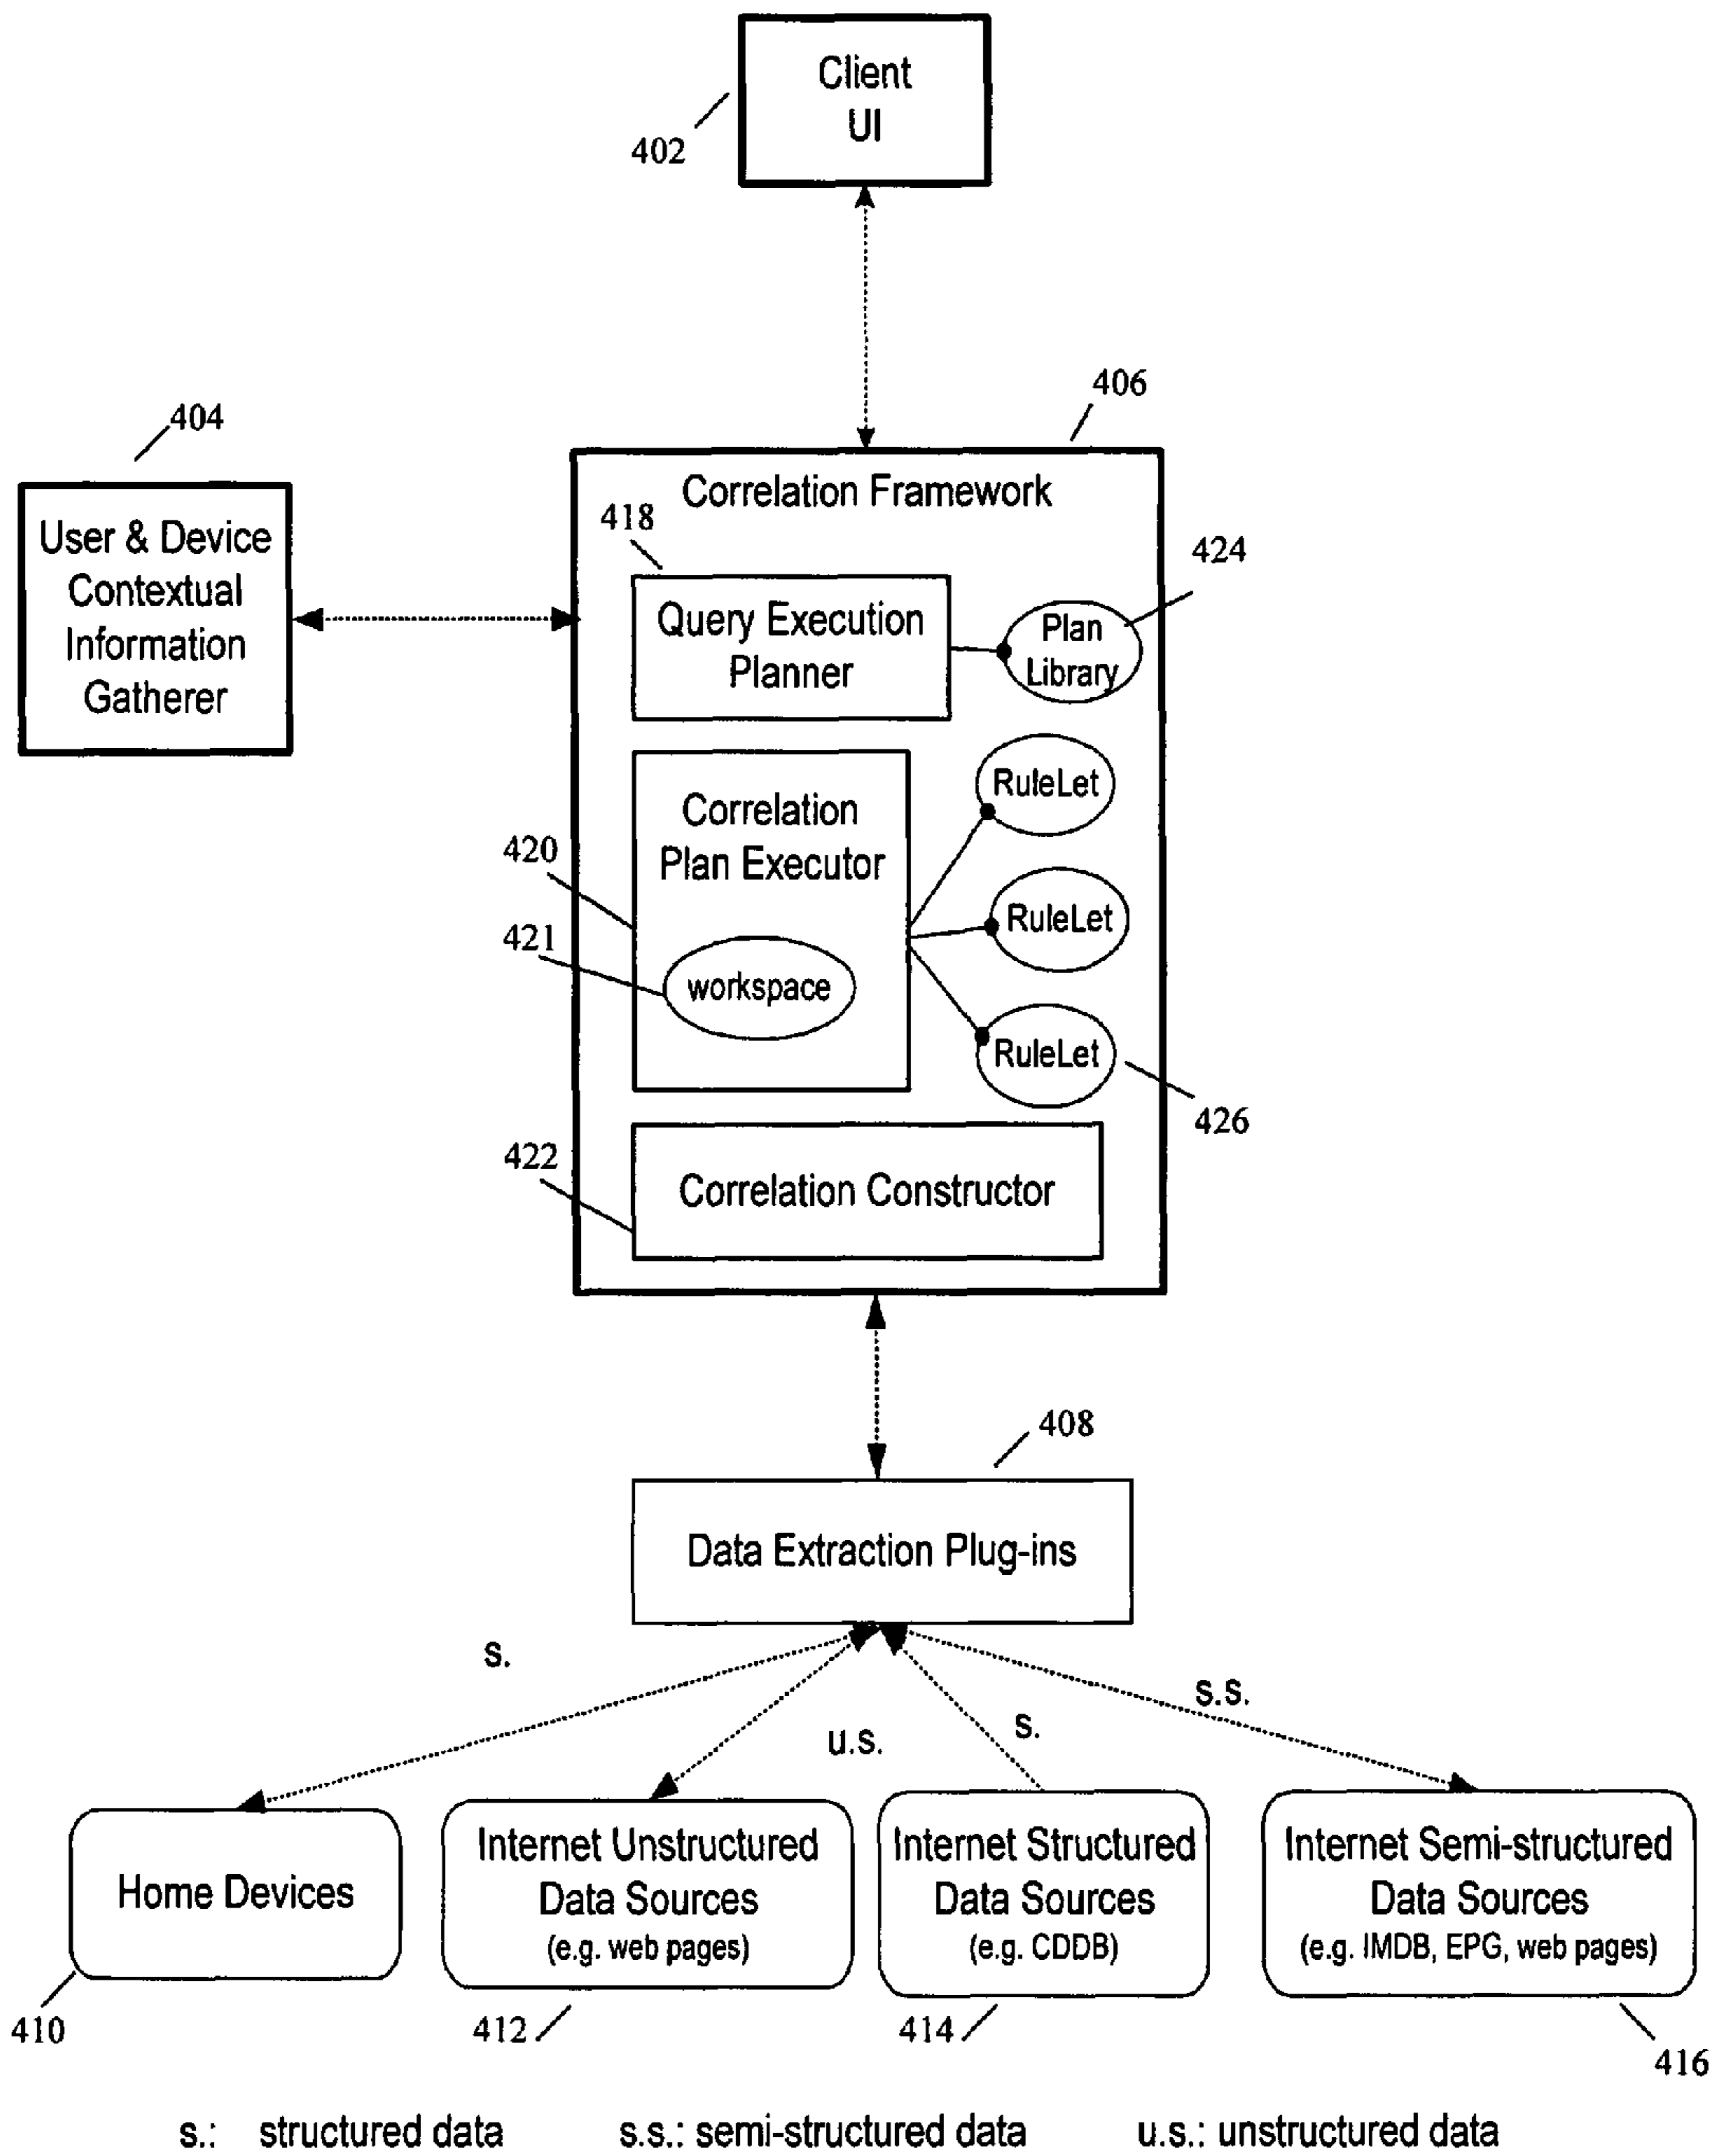 Client
UI
402
406
404
Correlation Framework
418
424
User & Device
Contextual
Information
Gatherer
Query Execution
Planner
Plan
Library
RuleLet
Correlation
Plan Executor
420
RuleLet
421
workspace
RuleLet
426
422
Correlation Constructor
408
Data Extraction Plug-ins
s.
s.s.
u.s.
s.
Home Devices
Internet Unstructured
Data Sources
(e.g. web pages)
Internet Structured
Data Sources
(e.g. CDDB)
Internet Semi-structured
Data Sources
(e.g. IMDB, EPG, web pages)
410
412
414
416
s.: structured data
s.s.: semi-structured data
u.s.: unstructured data